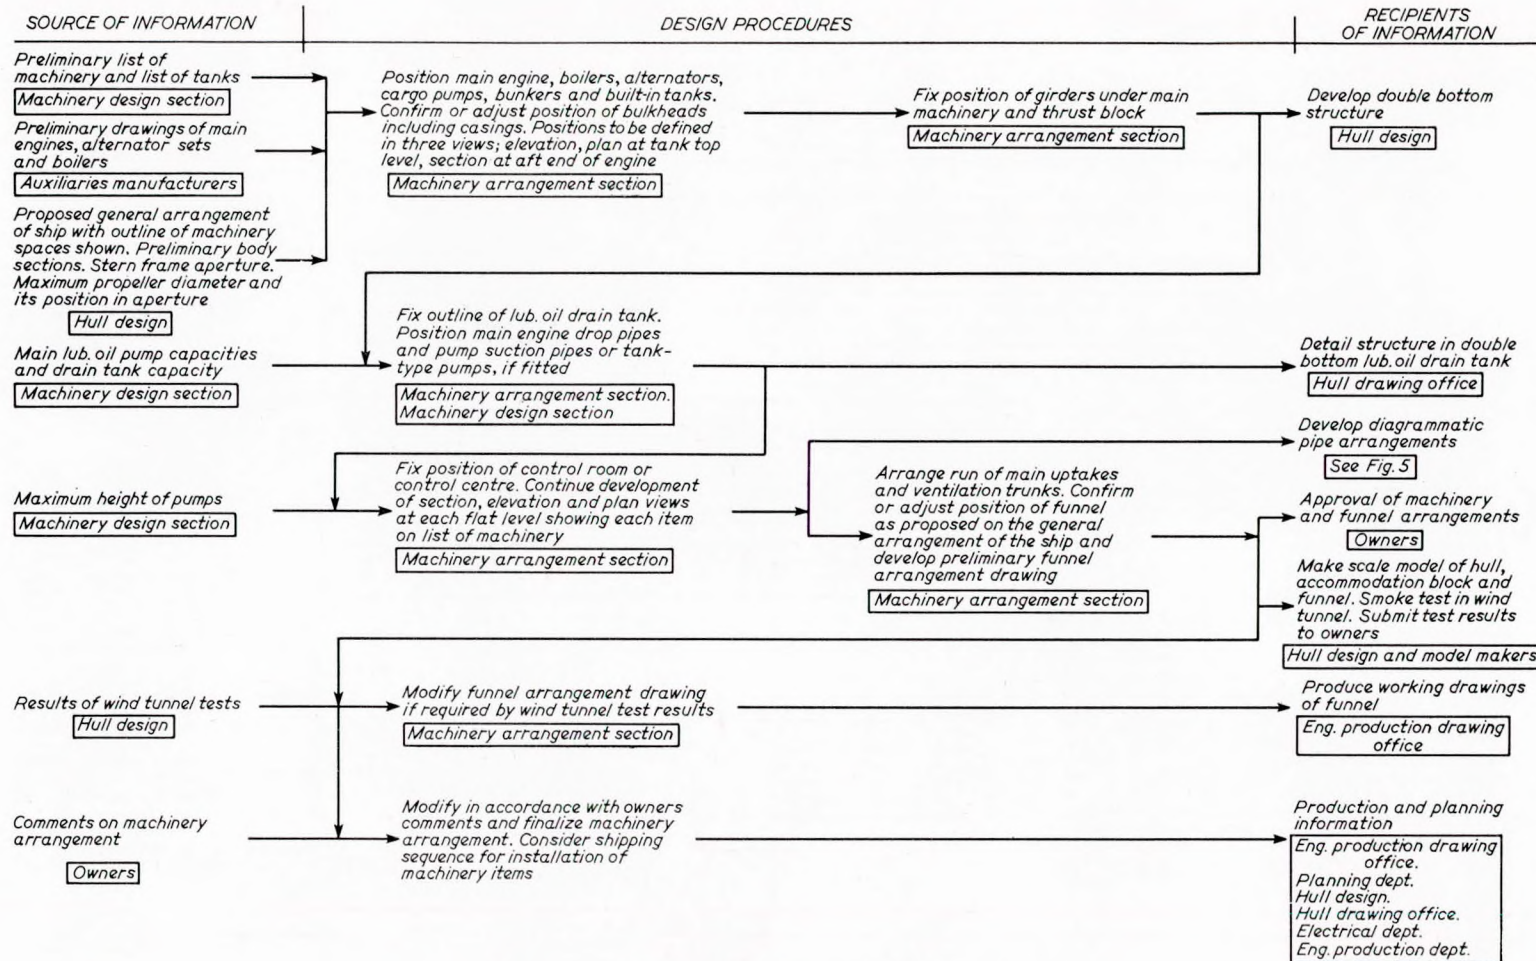 SOURCE OF INFORMATION
DESIGN PROCEDURES
RECIPIENTS
OF INFORMATION
Preliminary list of
machinery and list of tanks
Machinery design section
Preliminary drawings of main
engines, alternator sets
and boilers
Auxiliaries manufacturers
Proposed general arrangement
of ship with outline of machinery
spaces shown. Preliminary body
sections. Stern frame aperture.
Maximum propeller diameter and
its position in aperture
Hull design
Position main engine, boilers, alternators,
cargo pumps, bunkers and built-in tanks.
Confirm or adjust position of bulkheads
including casings. Positions to be defined
in three views; elevation, plan at tank top
level, section at aft end of engine
Machinery arrangement section
Fix position of girders under main
machinery and thrust block
Machinery arrangement section
Develop double bottom
structure
Hull design
Main lub. oil pump capacities
and drain tank capacity
Machinery design section
Fix outline of lub. oil drain tank.
Position main engine drop pipes
and pump suction pipes or tank-
type pumps, if fitted
Machinery arrangement section.
Machinery design section
Detail structure in double
bottom lub. oil drain tank
Hull drawing office
Develop diagrammatic
pipe arrangements
See Fig. 5
Maximum height of pumps
Machinery design section
Fix position of control room or
control centre. Continue development
of section, elevation and plan views
at each flat level showing each item
on list of machinery
Machinery arrangement section
Arrange run of main uptakes
and ventilation trunks. Confirm
or adjust position of funnel
as proposed on the general
arrangement of the ship and
develop preliminary funnel
arrangement drawing
Machinery arrangement section
Approval of machinery
and funnel arrangements
Owners
Make scale model of hull,
accommodation block and
funnel. Smoke test in wind
tunnel. Submit test results
to owners
Hull design and model makers
Results of wind tunnel tests
Hull design
Modify funnel arrangement drawing
if required by wind tunnel test results
Machinery arrangement section
Produce working drawings
of funnel
Eng. production drawing
office
Comments on machinery
arrangement
Owners
Modify in accordance with owners
comments and finalize machinery
arrangement. Consider shipping
sequence for installation of
machinery items
Production and planning
information
Eng. production drawing
office.
Planning dept.
Hull design.
Hull drawing office.
Electrical dept.
Eng. production dept.